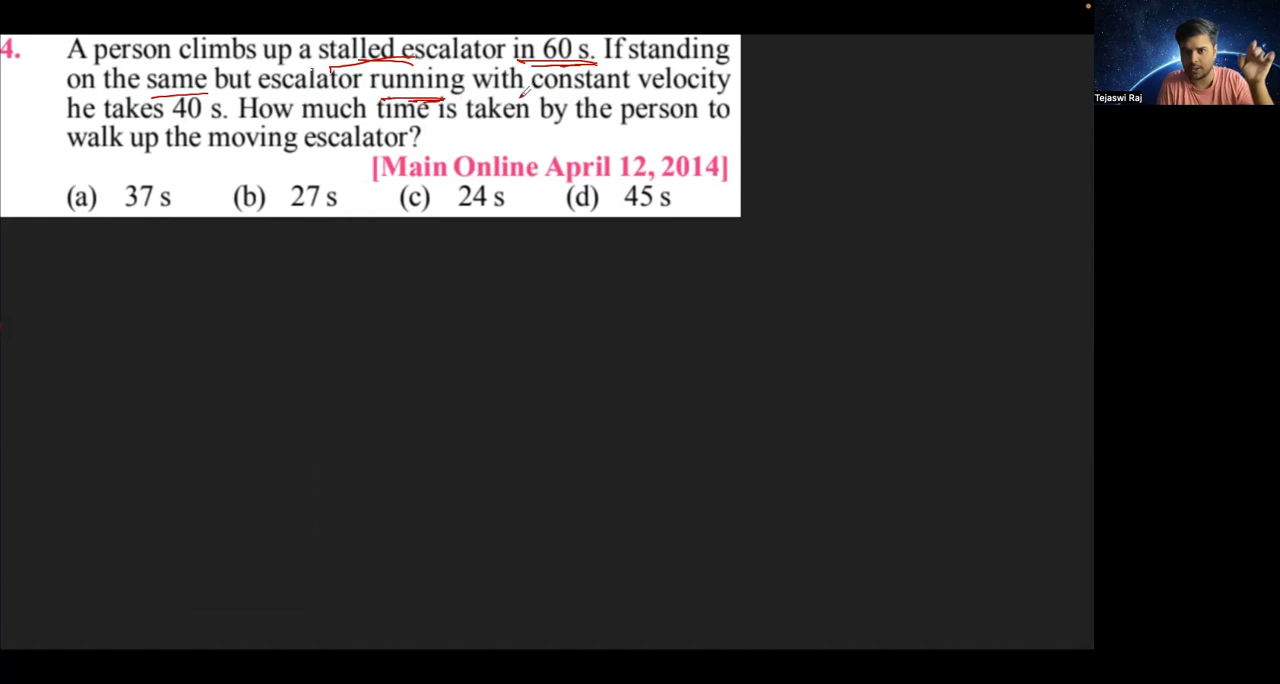 4. A person climbs up a stalled escalator in 60 s. If standing
on the same but escalator running with constant velocity
he takes 40 s. How much time is taken by the person to
walk up the moving escalator?
[Main Online April 12, 2014]
(a) 37 s (b) 27 s (c) 24 s (d) 45 s
Tejaswi Raj